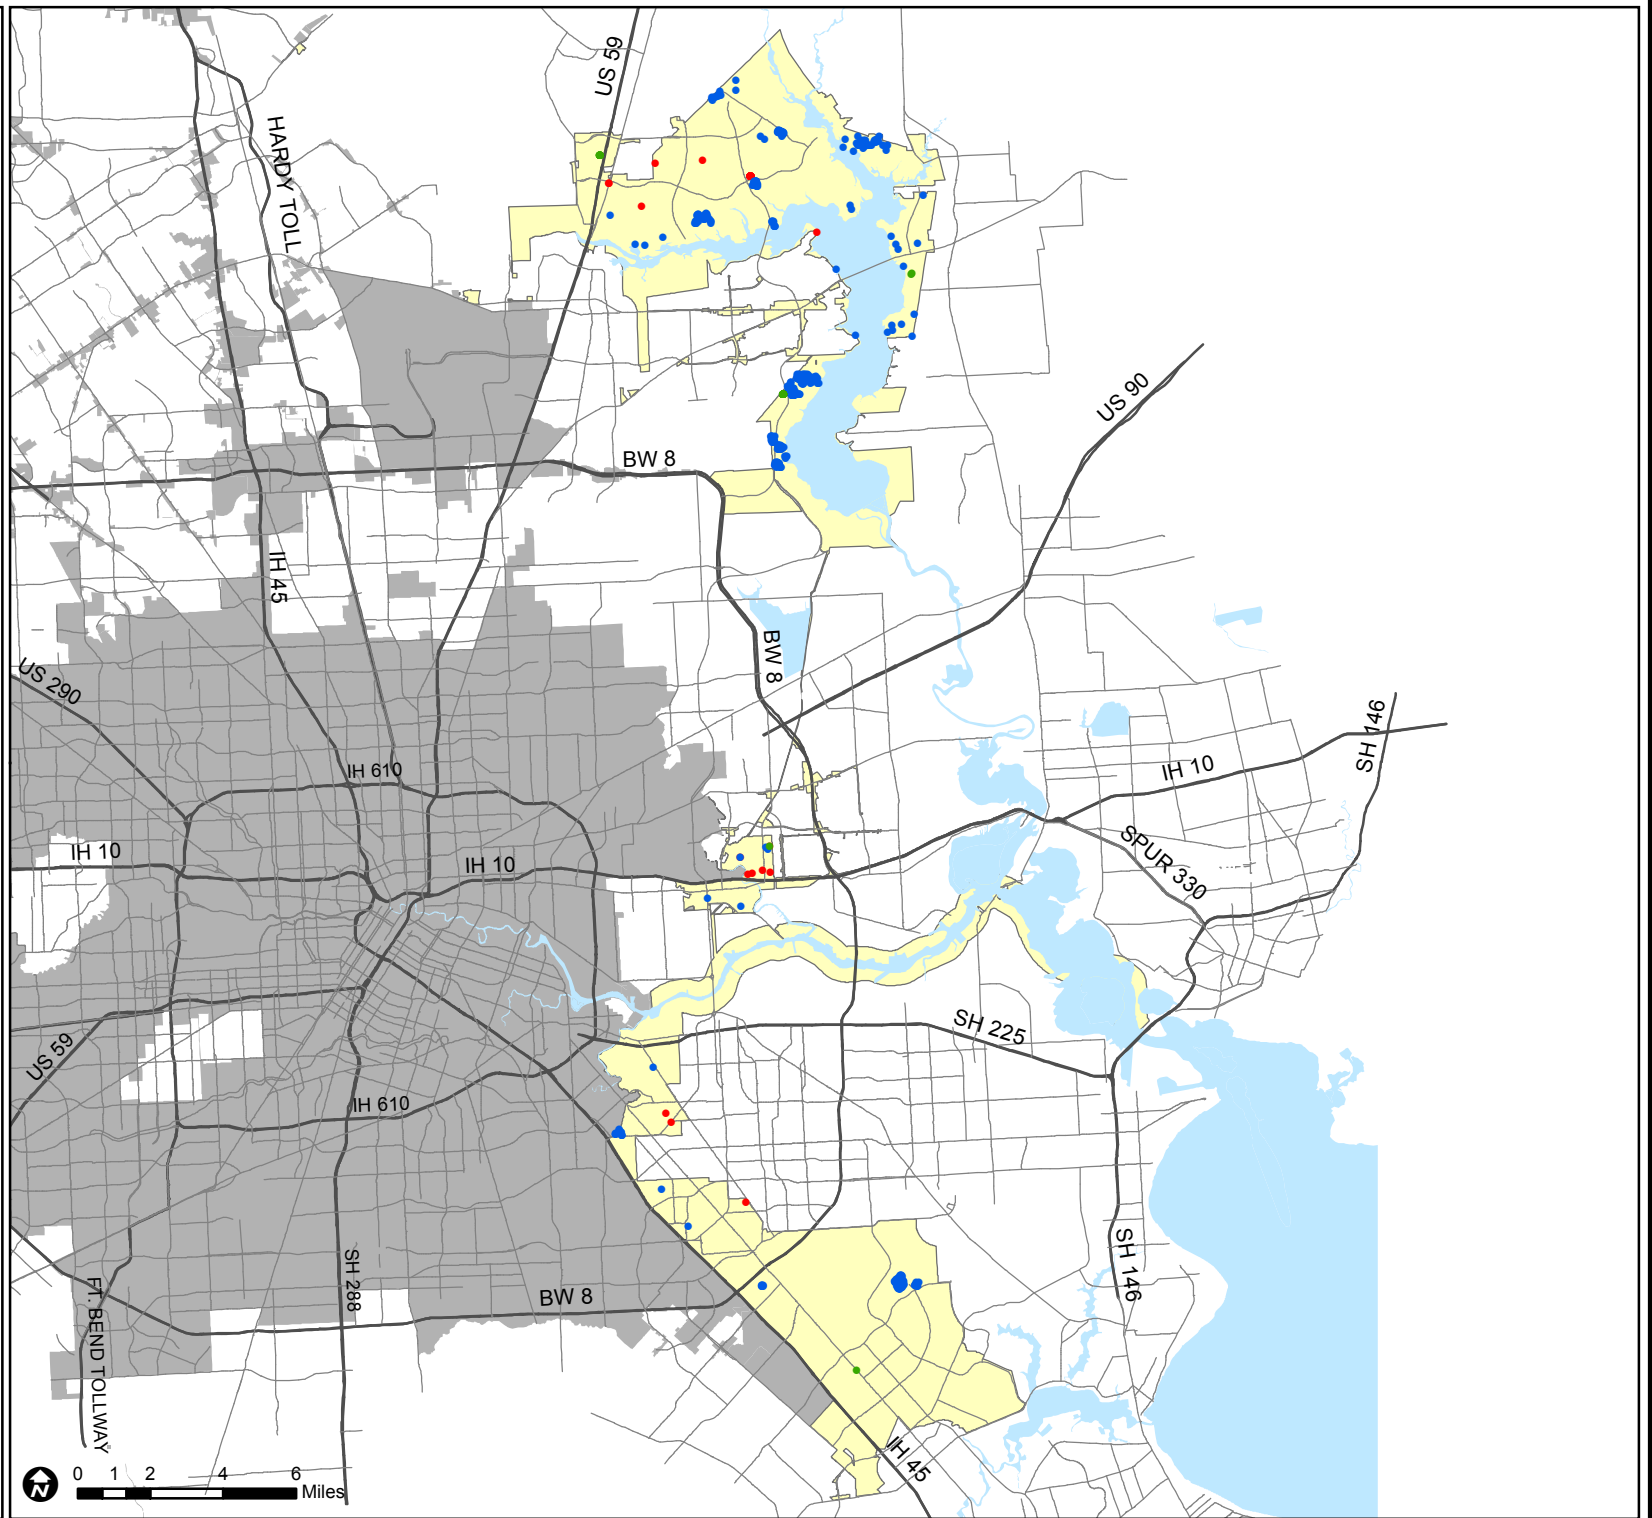 US 59
HARDY TOLL
US 90
BW 8
IH 45
BW 8
US 290
SH 146
IH 610
IH 10
IH 10
IH 10
SPUR 330
SH 225
US 59
IH 610
SH 146
SH 288
FT. BEND TOLLWAY
BW 8
IH 45
N
0 1 2 4 6
Miles